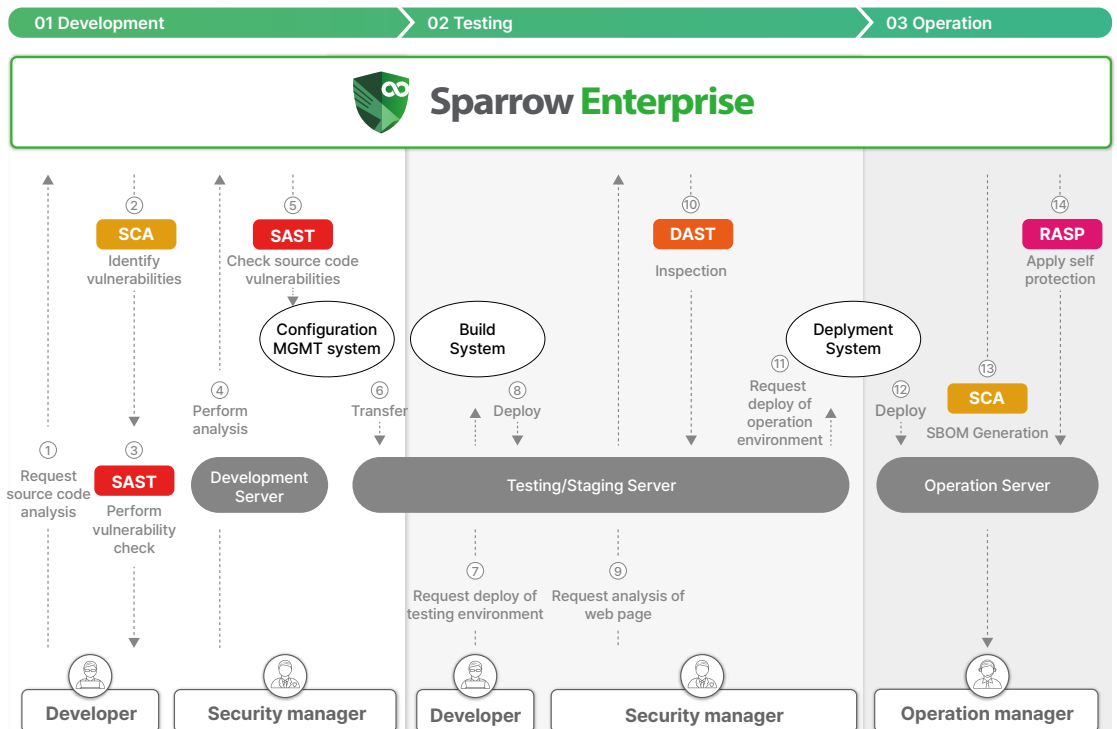 01 Development
02 Testing
03 Operation
Sparrow Enterprise
2
SCA
Identify
vulnerabilities
5
SAST
Check source code
vulnerabilities
10
DAST
Inspection
14
RASP
Apply self
protection
Configuration
MGMT system
Build
System
Deplyment
System
4
Perform
analysis
6
Transfer
8
Deploy
11
Request
deploy of
operation
environment
12
Deploy
13
SCA
SBOM Generation
1
Request
source code
analysis
3
SAST
Perform
vulnerability
check
Development
Server
Testing/Staging Server
Operation Server
7
Request deploy of
testing environment
9
Request analysis of
web page
Developer
Security manager
Developer
Security manager
Operation manager